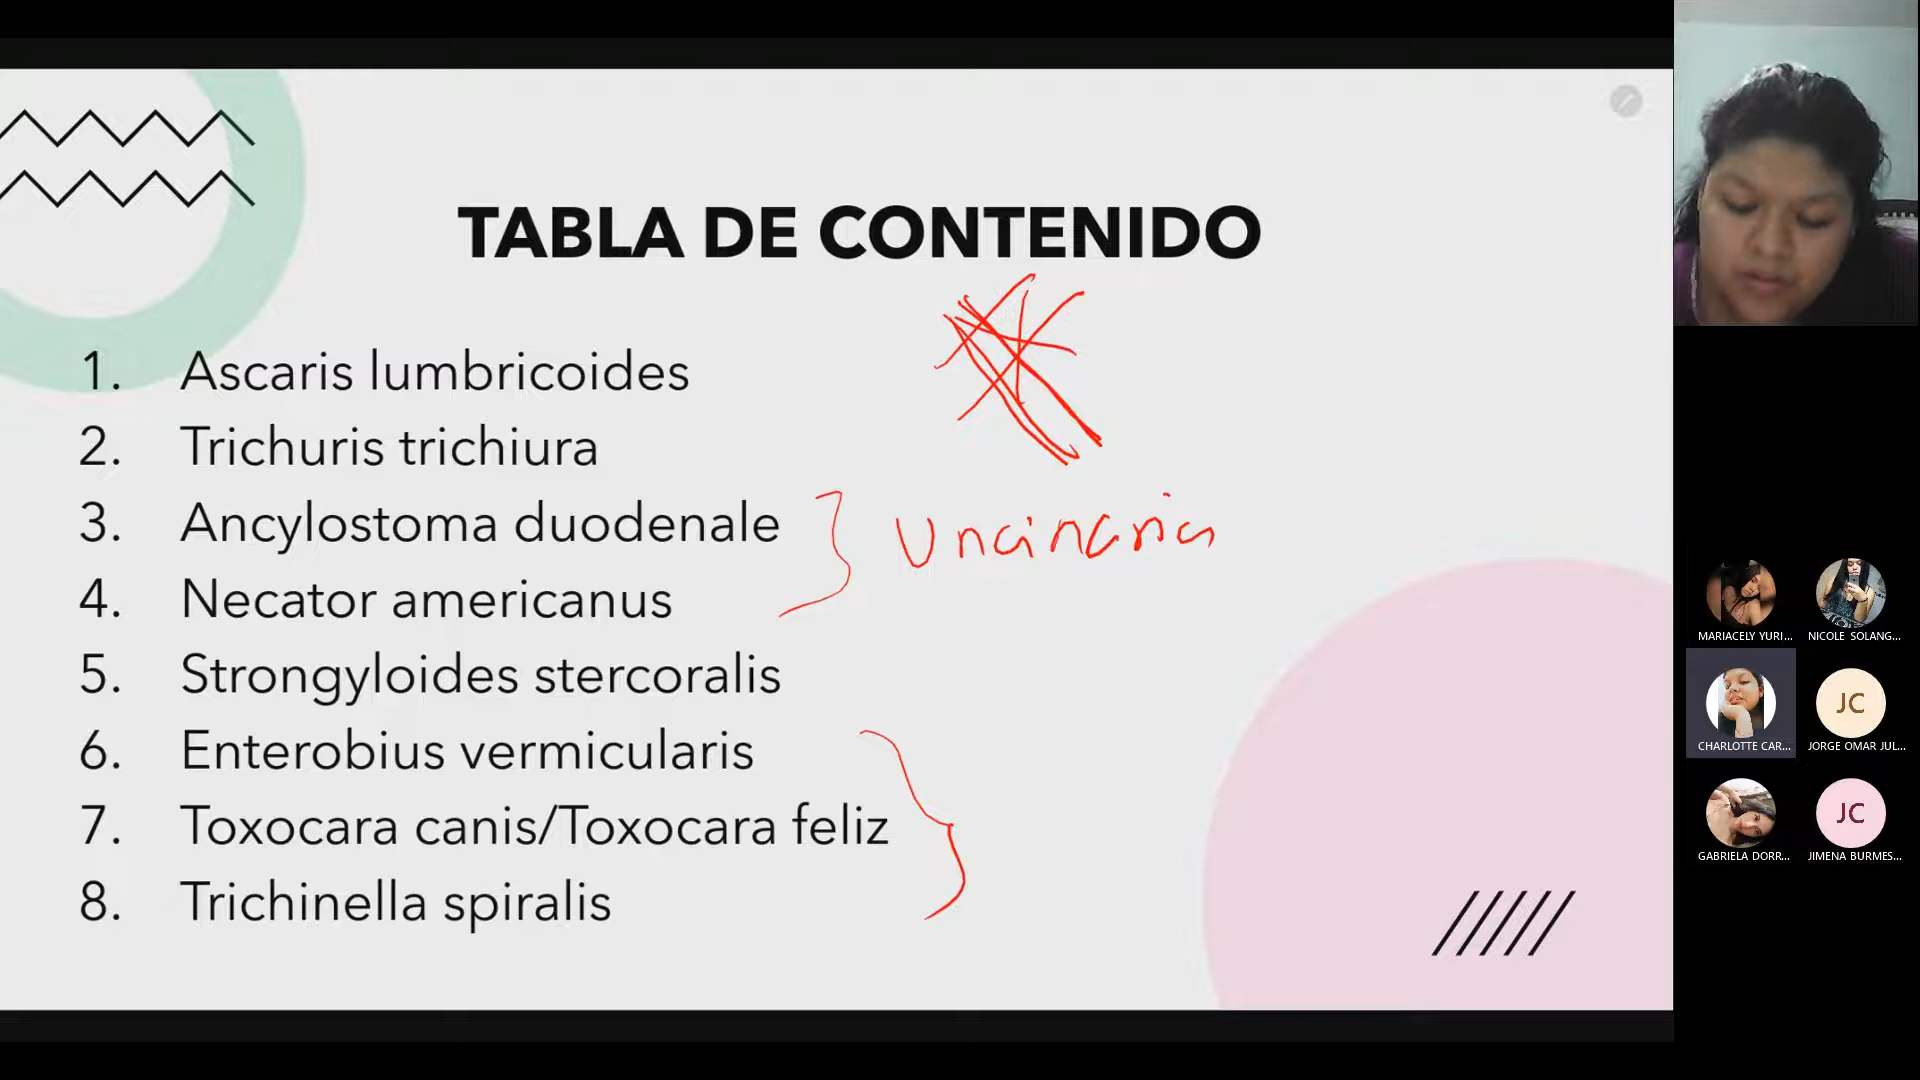 TABLA DE CONTENIDO
1. Ascaris lumbricoides
2. Trichuris trichiura
3. Ancylostoma duodenale
Uncinaria
4. Necator americanus
5. Strongyloides stercoralis
6. Enterobius vermicularis
7. Toxocara canis/Toxocara feliz
8. Trichinella spiralis
MARIACELY YURI...
NICOLE SOLANG...
CHARLOTTE CAR...
JC
JORGE OMAR JUL...
GABRIELA DORR...
JC
JIMENA BURMES...